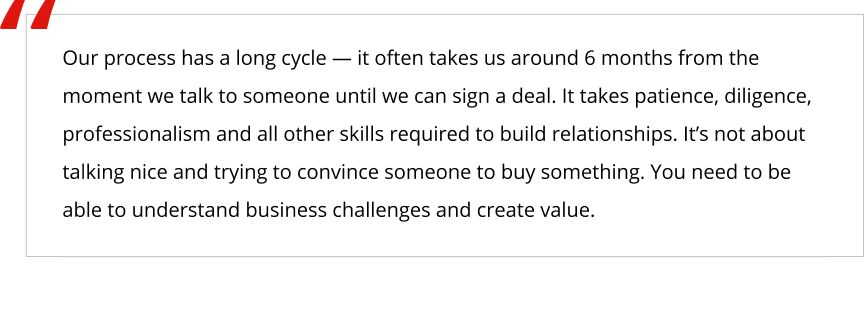 Our process has a long cycle — it often takes us around 6 months from the
moment we talk to someone until we can sign a deal. It takes patience, diligence,
professionalism and all other skills required to build relationships. It’s not about
talking nice and trying to convince someone to buy something. You need to be
able to understand business challenges and create value.